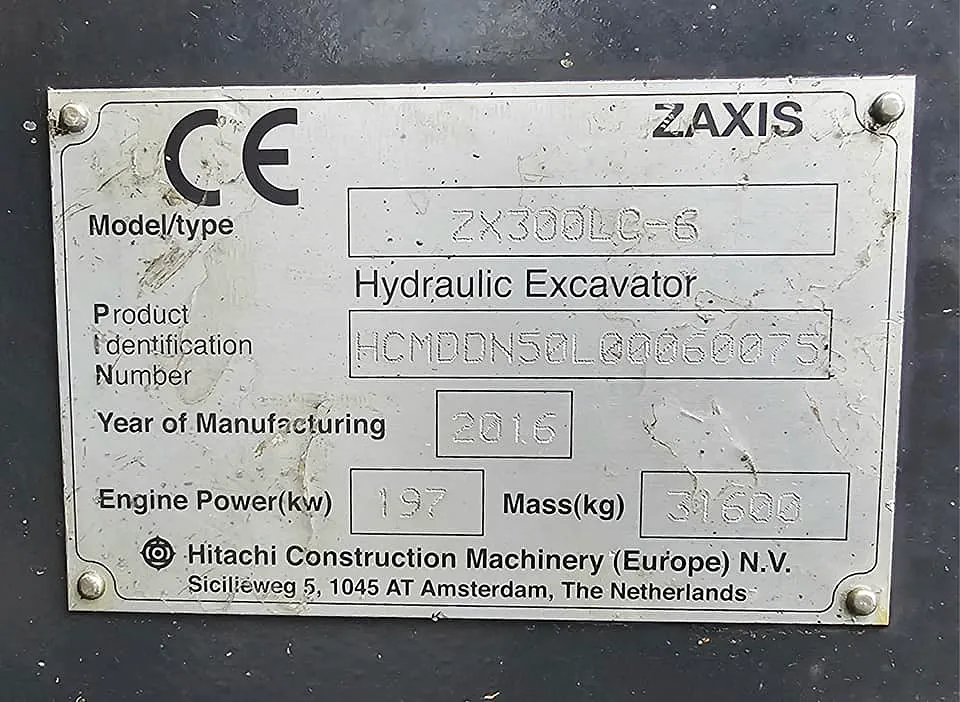 CE
ZAXIS
Model/type
ZX300LC-6
Hydraulic Excavator
Product
Identification
Number
HCMDDN50L00060075
Year of Manufacturing
2016
Engine Power(kw)
197
Mass(kg)
31600
Hitachi Construction Machinery (Europe) N.V.
Sicilieweg 5, 1045 AT Amsterdam, The Netherlands